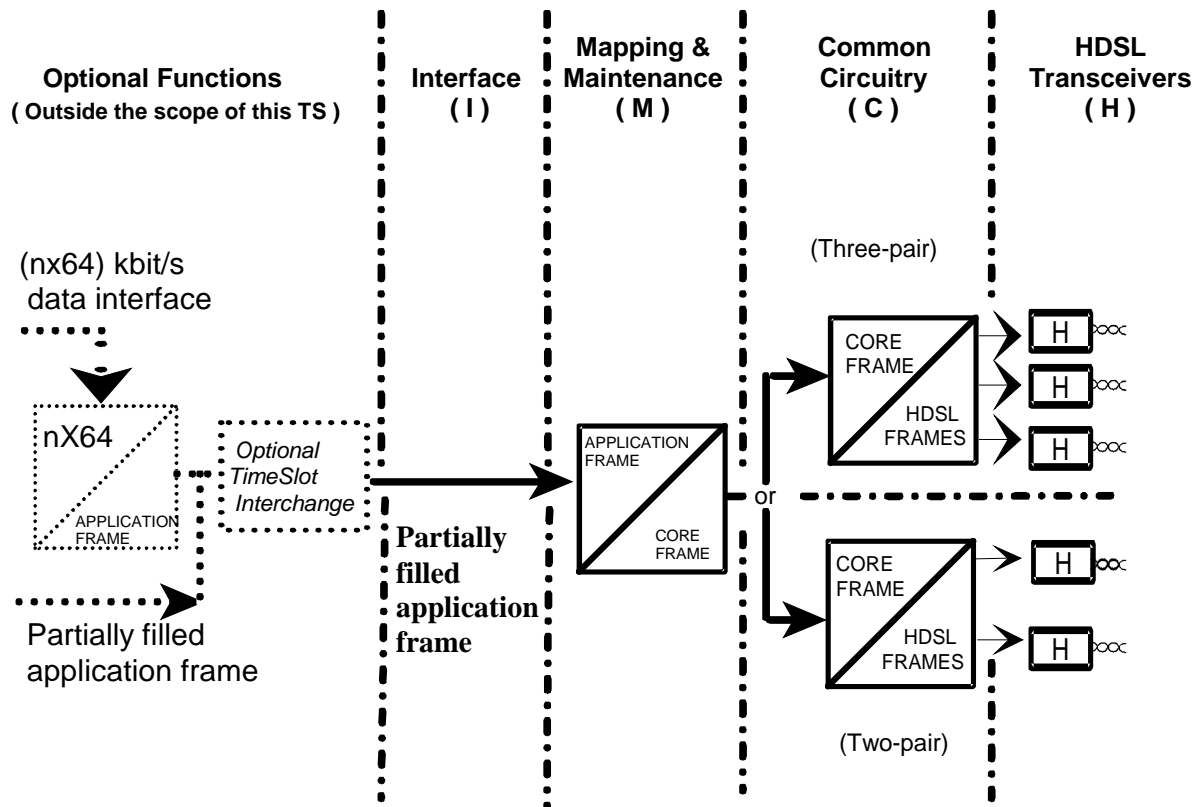 Optional Functions
( Outside the scope of this TS )
Interface
( I )
Mapping &
Maintenance
( M )
Common
Circuitry
( C )
HDSL
Transceivers
( H )
(nx64) kbit/s
data interface
nX64
APPLICATION
FRAME
Optional
TimeSlot
Interchange
Partially filled
application frame
Partially
filled
application
frame
APPLICATION
FRAME
CORE
FRAME
or
(Three-pair)
CORE
FRAME
HDSL
FRAMES
H
H
H
CORE
FRAME
HDSL
FRAMES
H
H
(Two-pair)